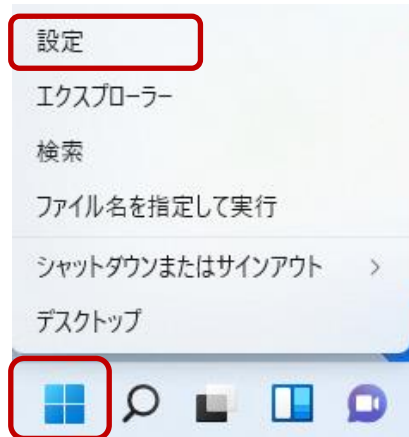 設定
エクスプローラー
検索
ファイル名を指定して実行
シャットダウンまたはサインアウト
デスクトップ